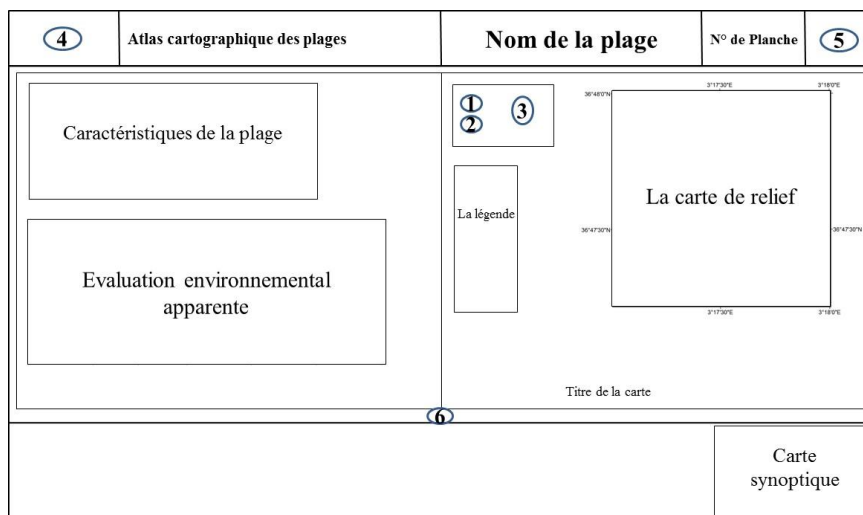 4
Atlas cartographique des plages
Nom de la plage
N° de Planche
5
Caractéristiques de la plage
Evaluation environnemental
apparente
1
2
3
La légende
3°17'30"E
3°18'0"E
36°48'0"N
La carte de relief
36°47'30"N
36°47'30"N
3°17'30"E
3°18'0"E
Titre de la carte
6
Carte
synoptique